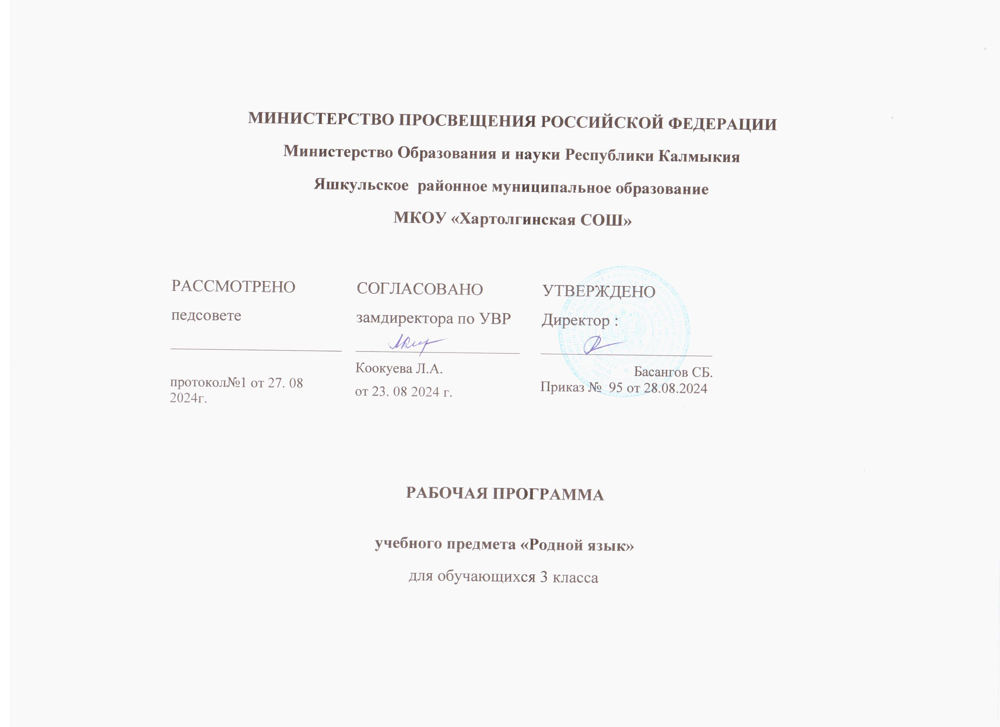 МИНИСТЕРСТВО ПРОСВЕЩЕНИЯ РОССИЙСКОЙ ФЕДЕРАЦИИ
Министерство Образования и науки Республики Калмыкия
Яшкульское  районное муниципальное образование
МКОУ «Хартолгинская СОШ»
РАССМОТРЕНО
педсовете
протокол№1 от 27. 08
2024г.
СОГЛАСОВАНО
замдиректора по УВР
Коокуева Л.А.
от 23. 08 2024 г.
УТВЕРЖДЕНО
Директор :
Басангов СБ.
Приказ №  95 от 28.08.2024
РАБОЧАЯ ПРОГРАММА
учебного предмета «Родной язык»
для обучающихся 3 класса